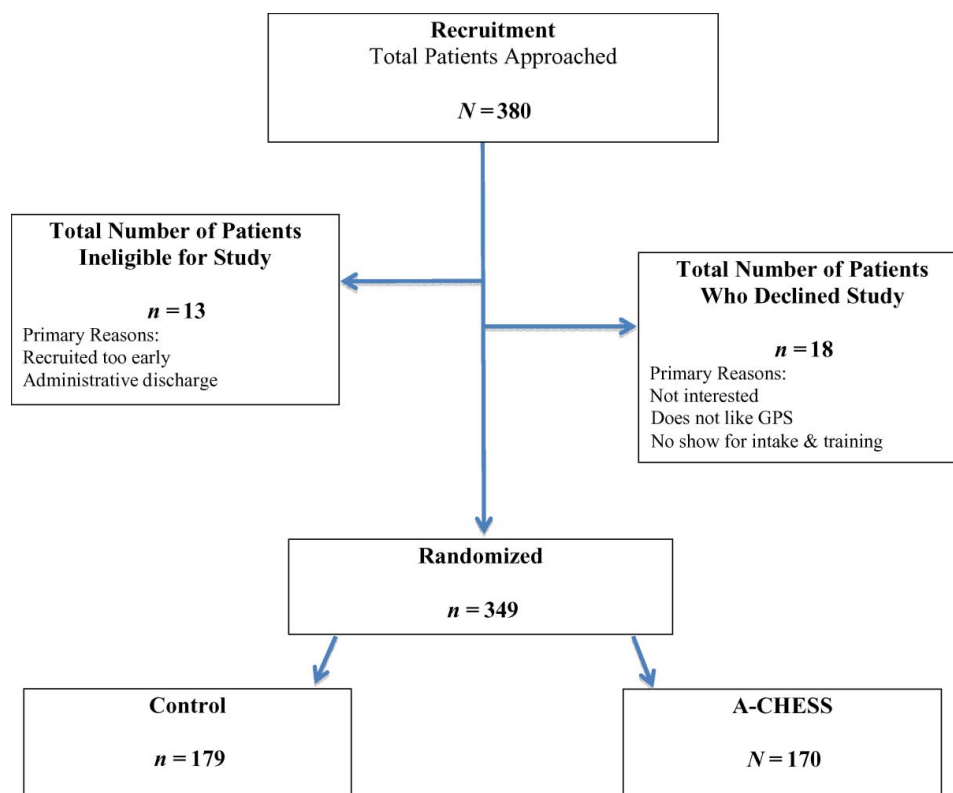 Recruitment
Total Patients Approached
N = 380
Total Number of Patients
Ineligible for Study
n = 13
Primary Reasons:
Recruited too early
Administrative discharge
Total Number of Patients
Who Declined Study
n = 18
Primary Reasons:
Not interested
Does not like GPS
No show for intake & training
Randomized
n = 349
Control
n = 179
A-CHESS
N = 170